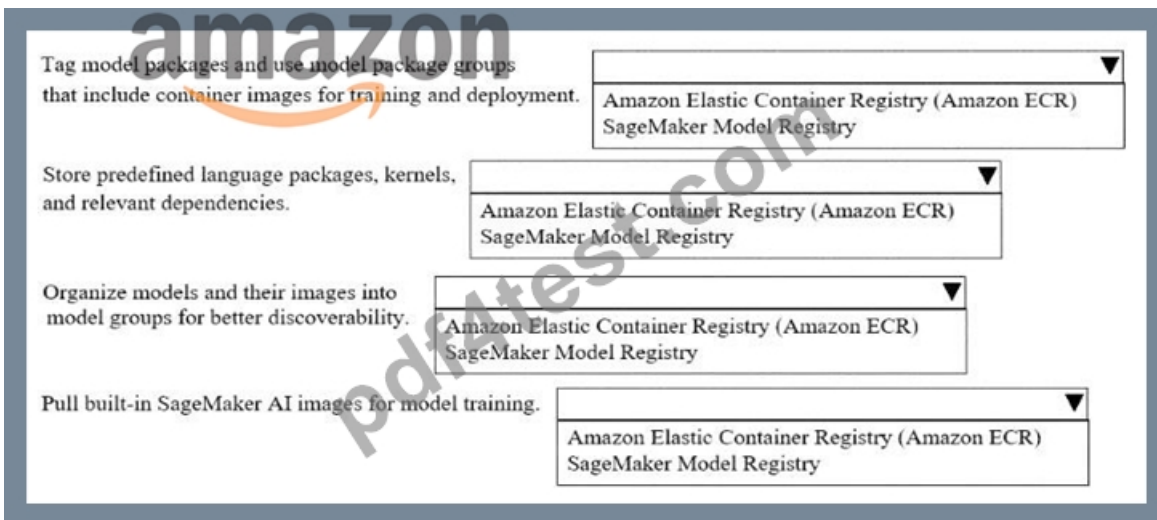 amazon
Tag model packages and use model package groups
that include container images for training and deployment.
Amazon Elastic Container Registry (Amazon ECR)
SageMaker Model Registry
Store predefined language packages, kernels,
and relevant dependencies.
Amazon Elastic Container Registry (Amazon ECR)
SageMaker Model Registry
Organize models and their images into
model groups for better discoverability.
Amazon Elastic Container Registry (Amazon ECR)
SageMaker Model Registry
Pull built-in SageMaker AI images for model training.
Amazon Elastic Container Registry (Amazon ECR)
SageMaker Model Registry
pdf4test.com